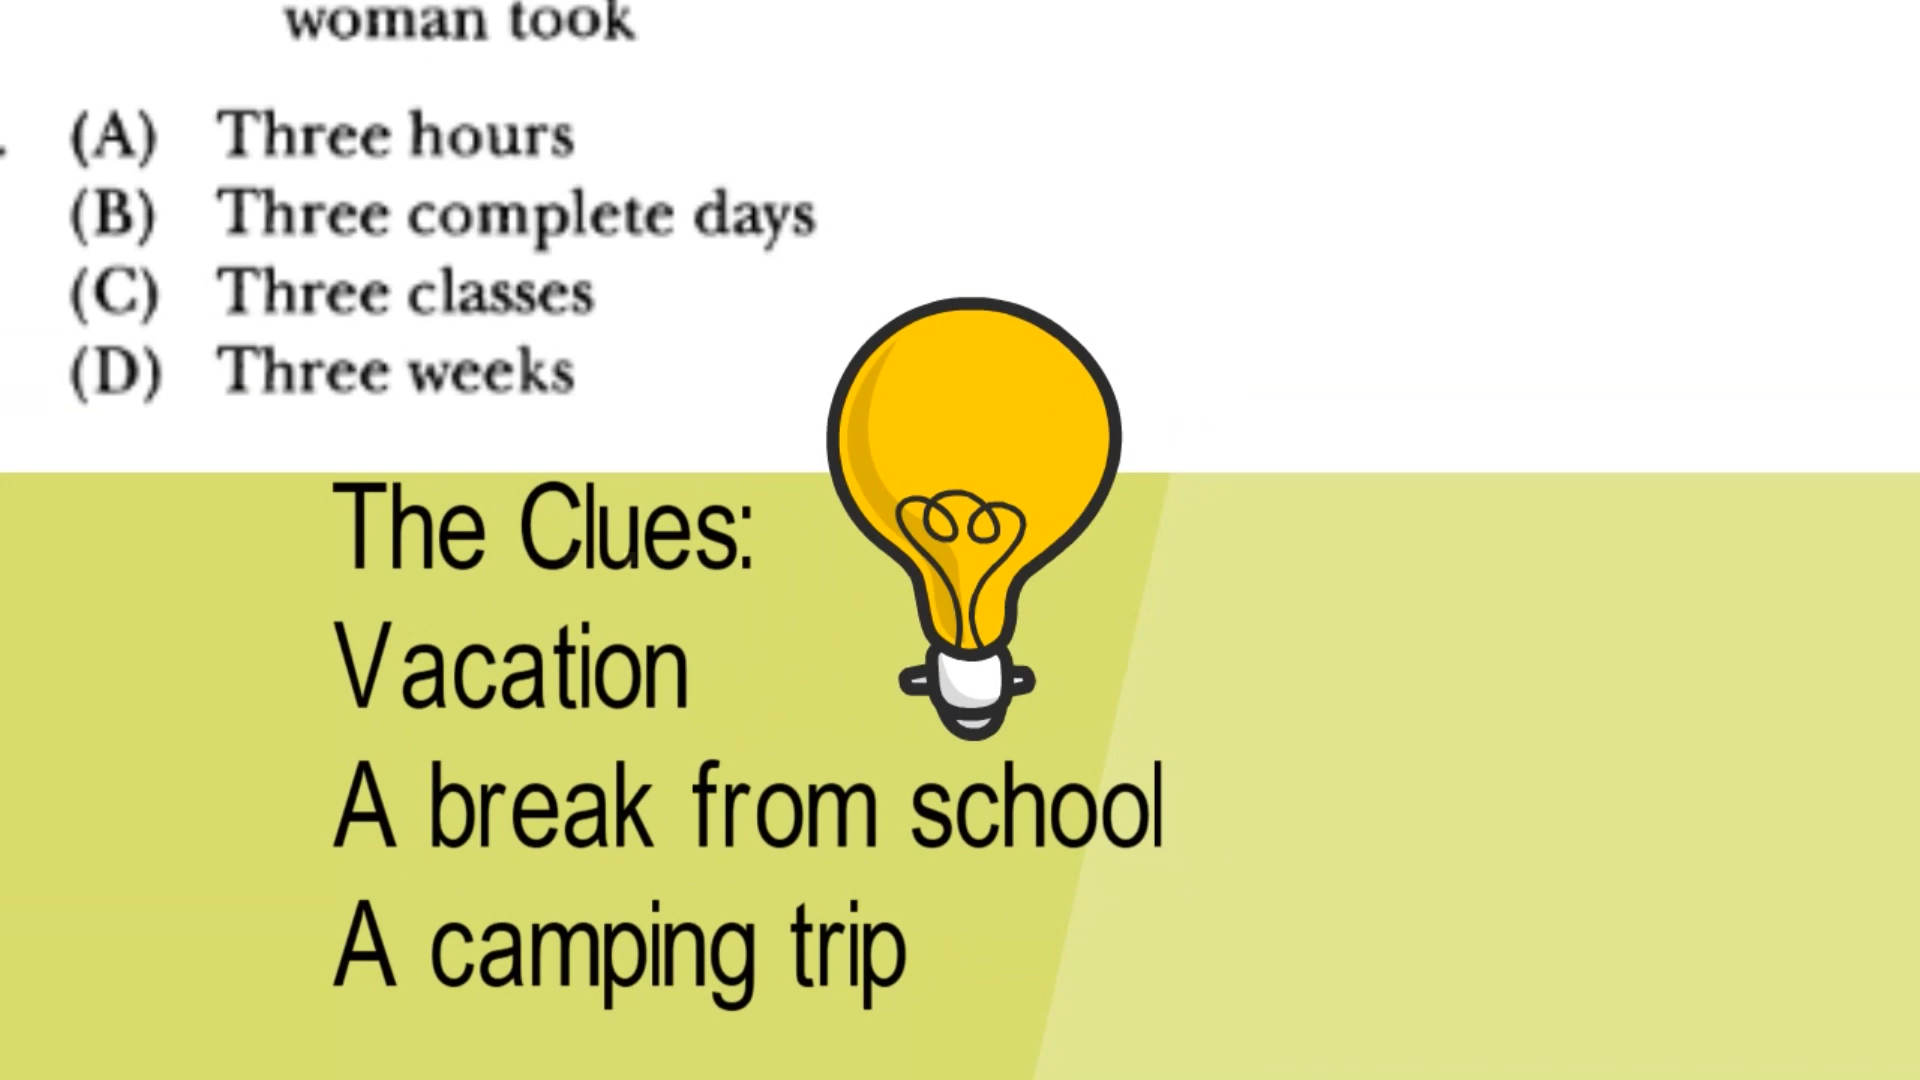 woman took
(A) Three hours
(B) Three complete days
(C) Three classes
(D) Three weeks
The Clues:
Vacation
A break from school
A camping trip